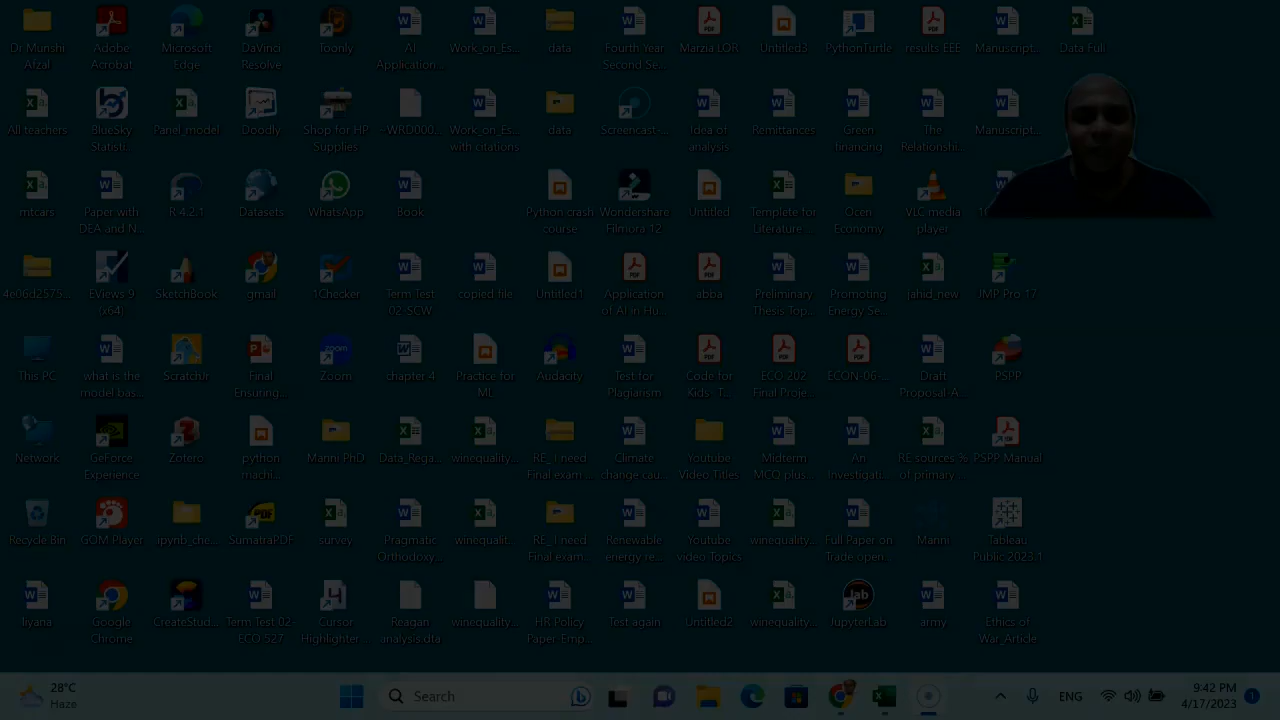 Dr Munshi Afzal
Adobe Acrobat
Microsoft Edge
DaVinci Resolve
Toonly
AI Application...
Work_on_Es...
data
Fourth Year Second Se...
Marzia LOR
Untitled3
PythonTurtle
results EEE
Manuscript...
Data Full
All teachers
BlueSky Statisti...
Panel_model
Doodly
Shop for HP Supplies
~WRD000...
Work_on_Es... with citations
data
Screencast-...
Idea of analysis
Remittances
Green financing
The Relationshi...
Manuscript...
mtcars
Paper with DEA and N...
R 4.2.1
Datasets
WhatsApp
Book
Python crash course
Wondershare Filmora 12
Untitled
Templete for Literature...
Ocen Economy
VLC media player
EViews 9 (x64)
SketchBook
gmail
1Checker
Term Test 02-SCW
copied file
Untitled1
Application of AI in Hu...
abba
Preliminary Thesis Top...
Promoting Energy Se...
jahid_new
JMP Pro 17
This PC
what is the model bas...
ScratchJr
Final Ensuring...
Zoom
chapter 4
Practice for ML
Audacity
Test for Plagiarism
Code for Kids_ T...
ECO 202 Final Proje...
ECON-06-...
Draft Proposal-A...
PSPP
Network
GeForce Experience
Zotero
python machi...
Manni PhD
Data_Rega...
winequality...
RE_ I need Final exam ...
Climate change cau...
Youtube Video Titles
Midterm MCQ plus...
An Investigati...
RE sources % of primary...
PSPP Manual
Recycle Bin
GOM Player
ipynb_che...
SumatraPDF
survey
Pragmatic Orthodoxy...
winequalit...
RE_ I need Final exam ...
Renewable energy re...
Youtube video Topics
winequality...
Full Paper on Trade open...
Manni
Tableau Public 2023.1
liyana
Google Chrome
CreateStud...
Term Test 02-ECO 527
Cursor Highlighter...
Reagan analysis.dta
winequality...
HR Policy Paper-Emp...
Test again
Untitled2
winequality...
JupyterLab
army
Ethics of War_Article
28°C
Haze
Search
ENG
9:42 PM
4/17/2023
1